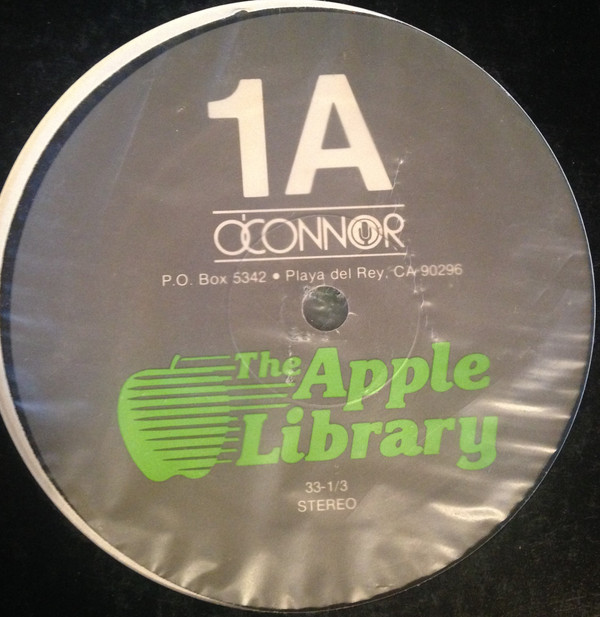 1A
O'CONNOR
P.O. Box 5342 • Playa del Rey, CA 90296
The Apple
Library
33-1/3
STEREO